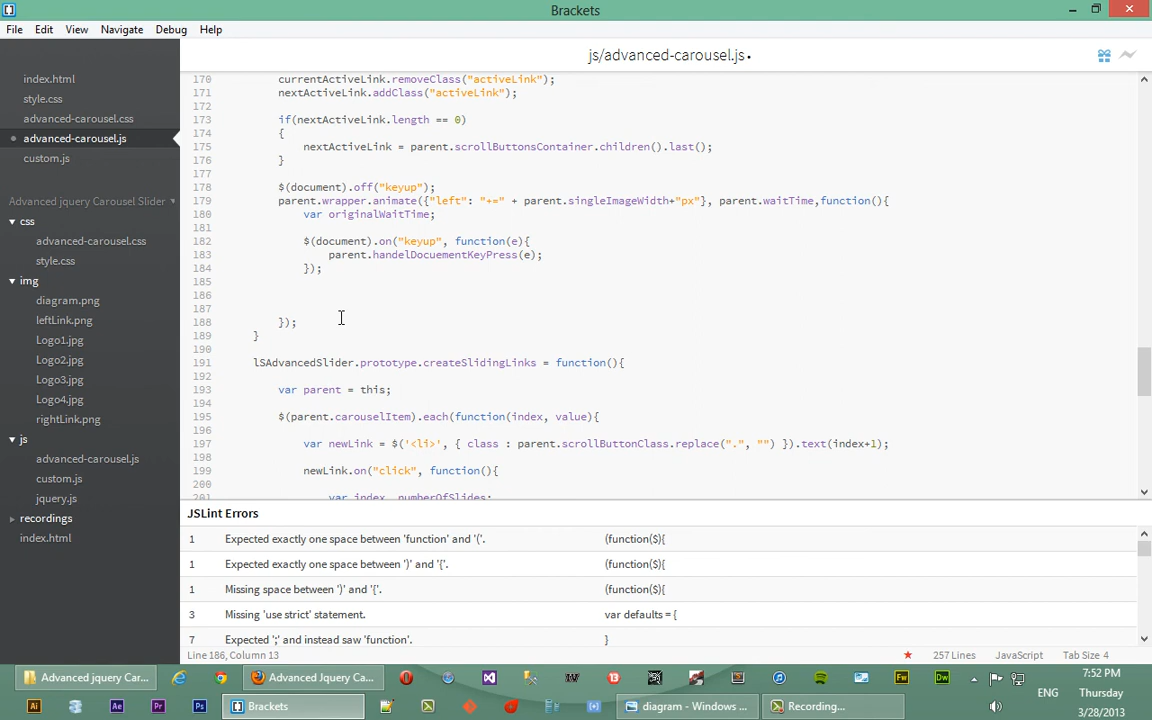 Brackets
File Edit View Navigate Debug Help
js/advanced-carousel.js •
index.html
style.css
advanced-carousel.css
advanced-carousel.js
custom.js
Advanced jquery Carousel Slider
css
advanced-carousel.css
style.css
img
diagram.png
leftLink.png
Logo1.jpg
Logo2.jpg
Logo3.jpg
Logo4.jpg
rightLink.png
js
advanced-carousel.js
custom.js
jquery.js
recordings
index.html
170 currentActiveLink.removeClass("activeLink");
171 nextActiveLink.addClass("activeLink");
172
173 if(nextActiveLink.length == 0)
174 {
175 nextActiveLink = parent.scrollButtonsContainer.children().last();
176 }
177
178 $(document).off("keyup");
179 parent.wrapper.animate({"left": "+=" + parent.singleImageWidth+"px"}, parent.waitTime,function(){
180 var originalWaitTime;
181
182 $(document).on("keyup", function(e){
183 parent.handelDocuementKeyPress(e);
184 });
185
186
187
188 });
189 }
190
191 lSAdvancedSlider.prototype.createSlidingLinks = function(){
192
193 var parent = this;
194
195 $(parent.carouselItem).each(function(index, value){
196
197 var newLink = $('<li>', { class : parent.scrollButtonClass.replace(".", "") }).text(index+1);
198
199 newLink.on("click", function(){
200
201 var index, numberOfSlides;
JSLint Errors
1 Expected exactly one space between 'function' and '('. (function($){
1 Expected exactly one space between ')' and '{'. (function($){
1 Missing space between ')' and '{'. (function($){
3 Missing 'use strict' statement. var defaults = {
7 Expected ';' and instead saw 'function'. }
Line 186, Column 13 257 Lines JavaScript Tab Size 4
Advanced jquery Car... Advanced Jquery Ca... 7:52 PM
ENG Thursday
Brackets diagram - Windows ... Recording... 3/28/2013